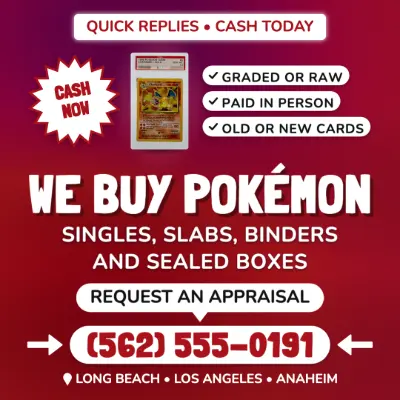 QUICK REPLIES • CASH TODAY
CASH
NOW
✓ GRADED OR RAW
✓ PAID IN PERSON
✓ OLD OR NEW CARDS
WE BUY POKÉMON
SINGLES, SLABS, BINDERS
AND SEALED BOXES
REQUEST AN APPRAISAL
(562) 555-0191
LONG BEACH • LOS ANGELES • ANAHEIM